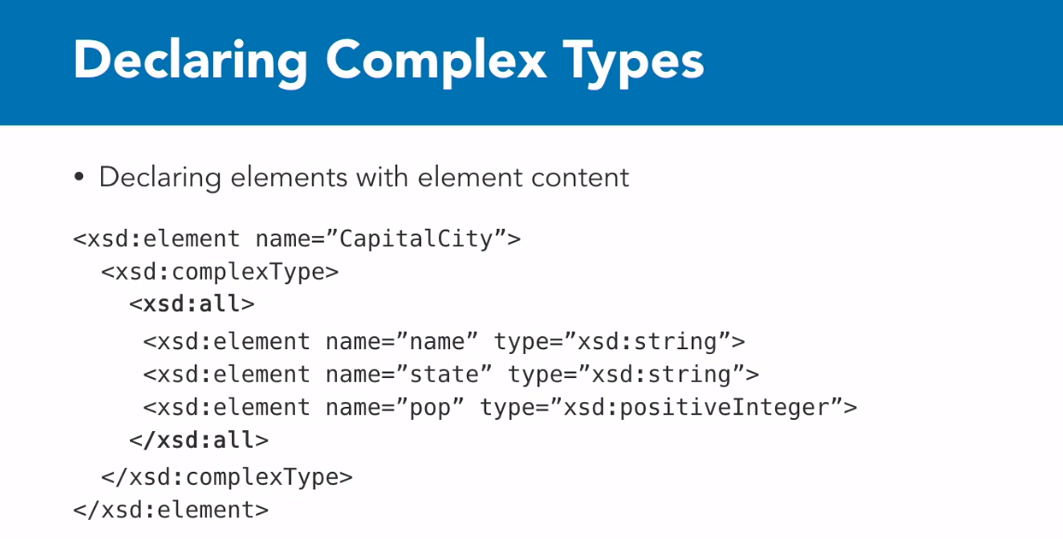 Declaring Complex Types
• Declaring elements with element content
<xsd:element name=”CapitalCity”>
<xsd:complexType>
<xsd:all>
<xsd:element name=”name” type=”xsd:string”>
<xsd:element name=”state” type=”xsd:string”>
<xsd:element name=”pop” type=”xsd:positiveInteger”>
</xsd:all>
</xsd:complexType>
</xsd:element>